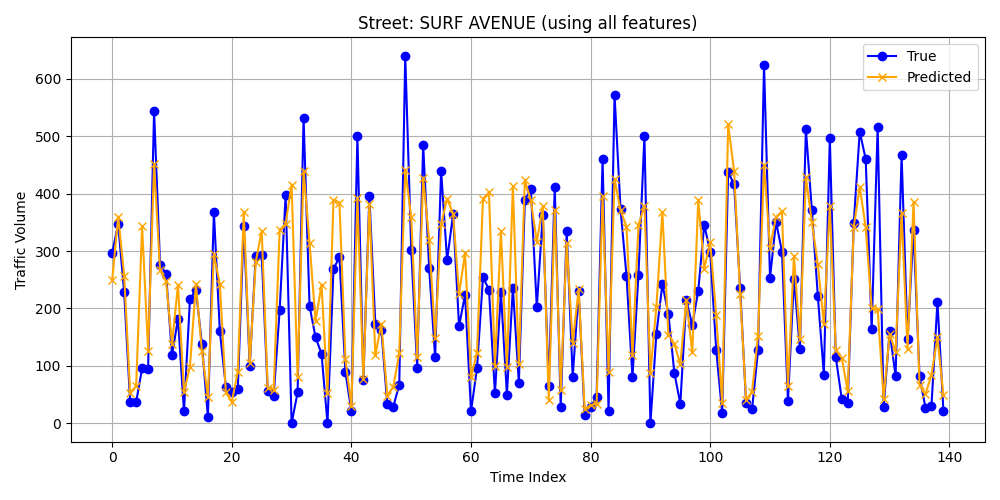 Street: SURF AVENUE (using all features)
True
Predicted
Traffic Volume
600
500
400
300
200
100
0
0 20 40 60 80 100 120 140
Time Index